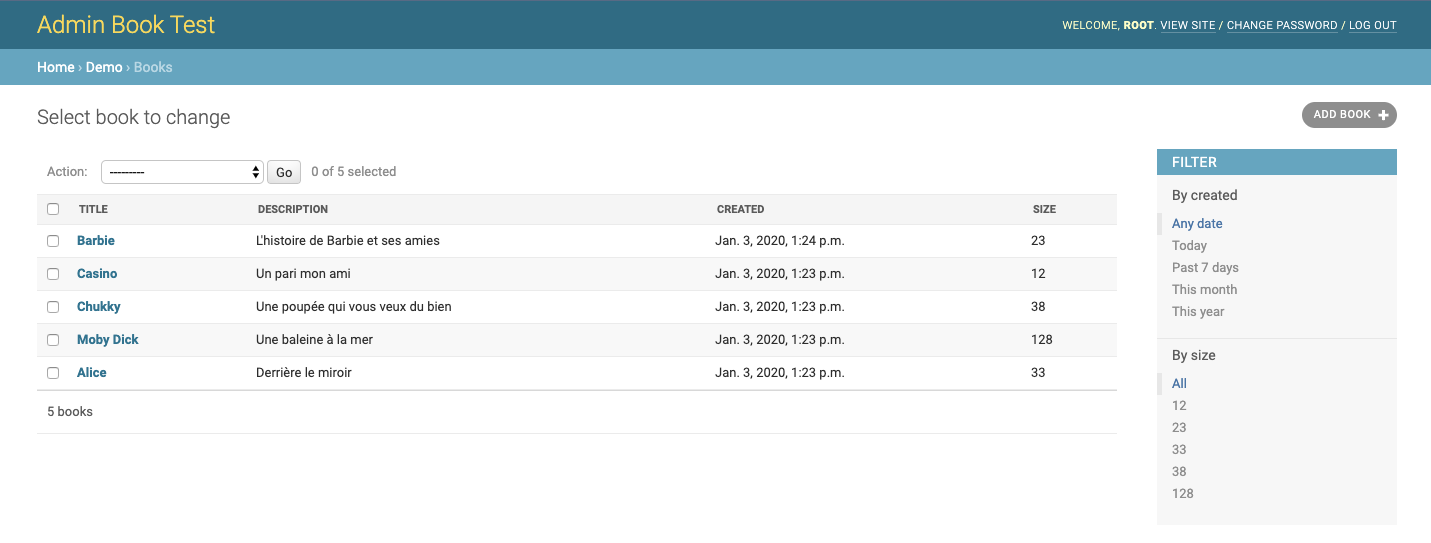 Admin Book Test
WELCOME, ROOT. VIEW SITE / CHANGE PASSWORD / LOG OUT
Home › Demo › Books
Select book to change
ADD BOOK +
Action: --------- Go 0 of 5 selected
TITLE DESCRIPTION CREATED SIZE
Barbie L'histoire de Barbie et ses amies Jan. 3, 2020, 1:24 p.m. 23
Casino Un pari mon ami Jan. 3, 2020, 1:23 p.m. 12
Chukky Une poupée qui vous veux du bien Jan. 3, 2020, 1:23 p.m. 38
Moby Dick Une baleine à la mer Jan. 3, 2020, 1:23 p.m. 128
Alice Derrière le miroir Jan. 3, 2020, 1:23 p.m. 33
5 books
FILTER
By created
Any date
Today
Past 7 days
This month
This year
By size
All
12
23
33
38
128